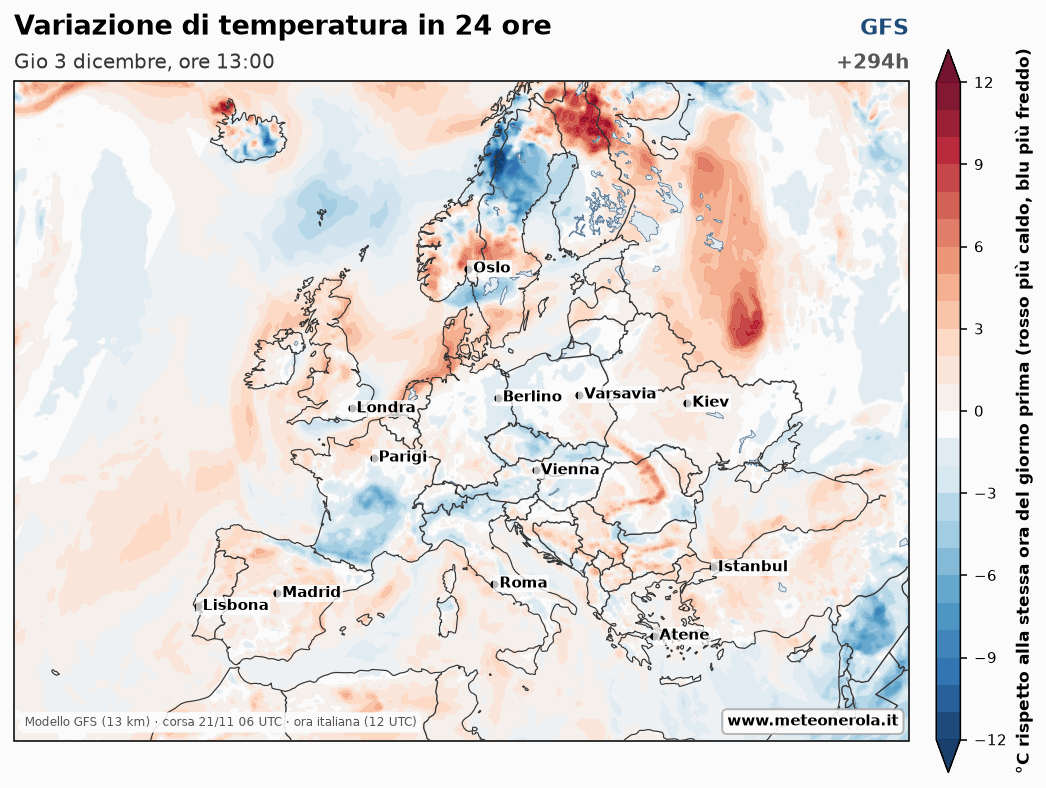 Variazione di temperatura in 24 ore
GFS
Gio 3 dicembre, ore 13:00
+294h
Oslo
Londra
Berlino
Varsavia
Kiev
Parigi
Vienna
Istanbul
Roma
Madrid
Lisbona
Atene
Modello GFS (13 km) · corsa 21/11 06 UTC · ora italiana (12 UTC)
www.meteonerola.it
12
9
6
3
0
−3
−6
−9
−12
°C rispetto alla stessa ora del giorno prima (rosso più caldo, blu più freddo)